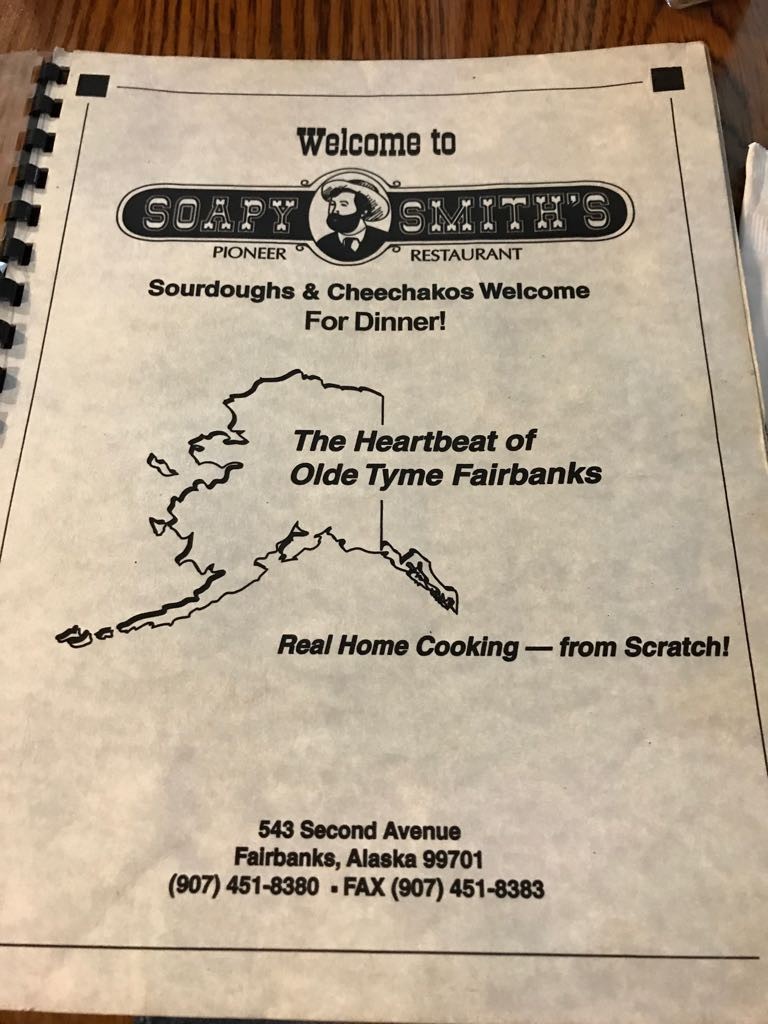 Welcome to
SOAPY SMITH'S
PIONEER RESTAURANT
Sourdoughs & Cheechakos Welcome
For Dinner!
The Heartbeat of
Olde Tyme Fairbanks
Real Home Cooking — from Scratch!
543 Second Avenue
Fairbanks, Alaska 99701
(907) 451-8380 ▪ FAX (907) 451-8383